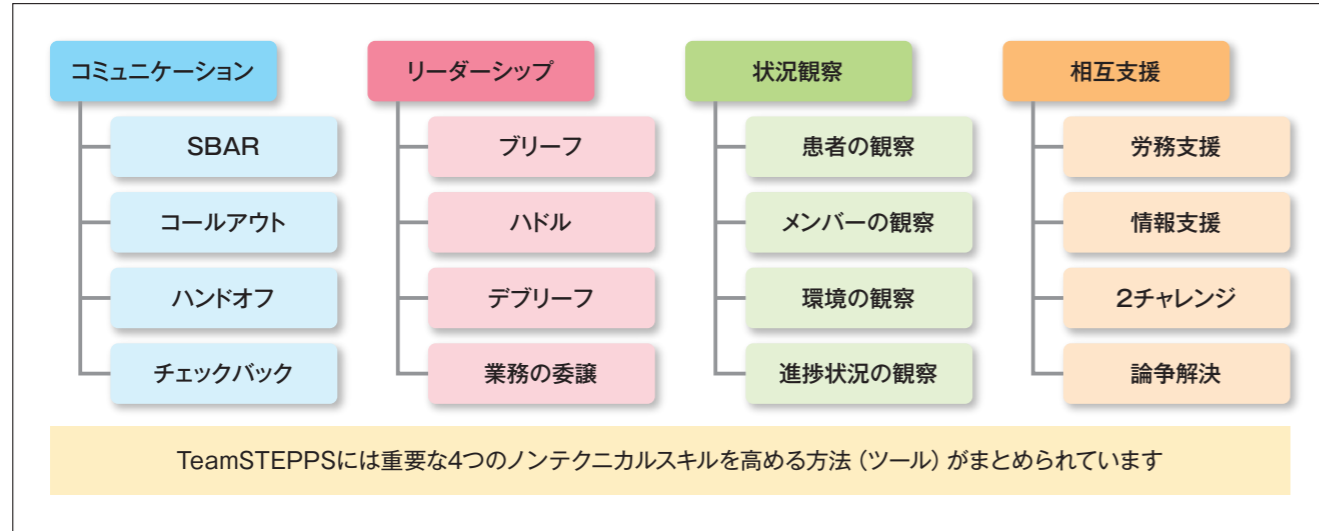 コミュニケーション
SBAR
コールアウト
ハンドオフ
チェックバック
リーダーシップ
ブリーフ
ハドル
デブリーフ
業務の委譲
状況観察
患者の観察
メンバーの観察
環境の観察
進捗状況の観察
相互支援
労務支援
情報支援
2チャレンジ
論争解決
TeamSTEPPSには重要な4つのノンテクニカルスキルを高める方法（ツール）がまとめられています